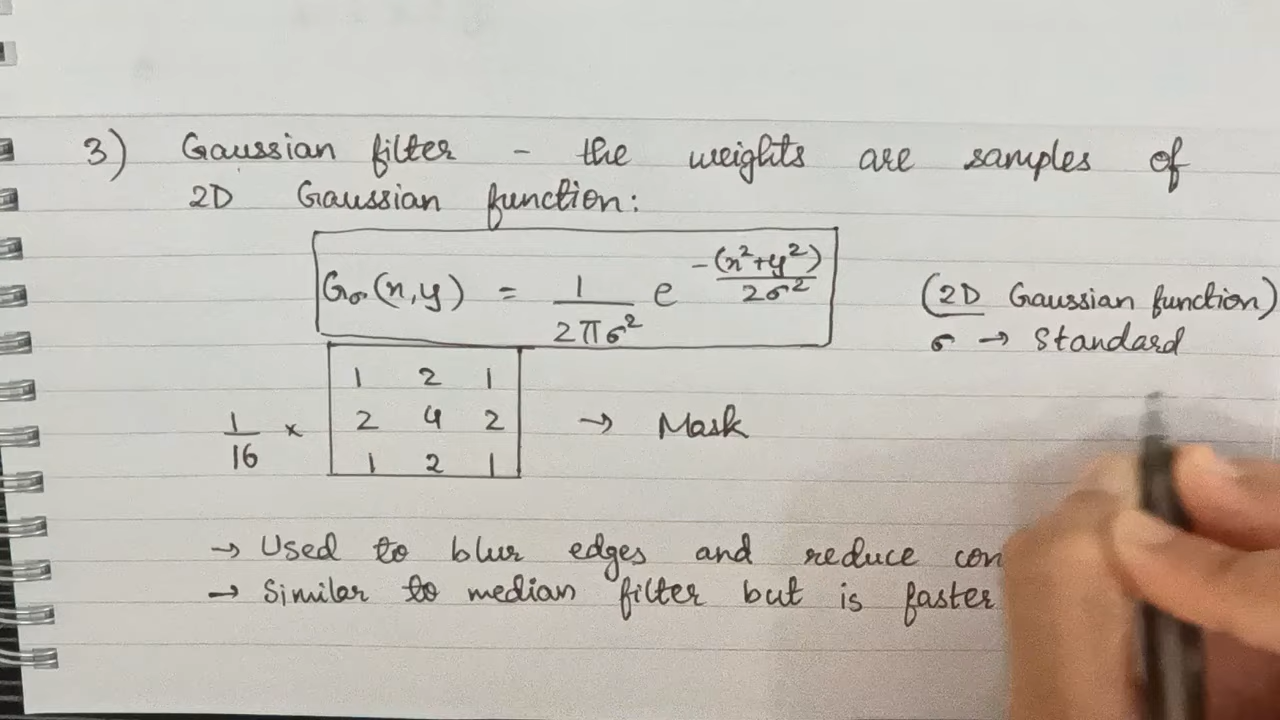 3) Gaussian filter - the weights are samples of
2D Gaussian function:
Gσ(x,y) = 1/(2πσ²) e^(-(x²+y²)/(2σ²))
(2D Gaussian function)
σ → Standard
1/16 ×
1 2 1
2 4 2
1 2 1
→ Mask
→ Used to blur edges and reduce con
→ Similar to median filter but is faster